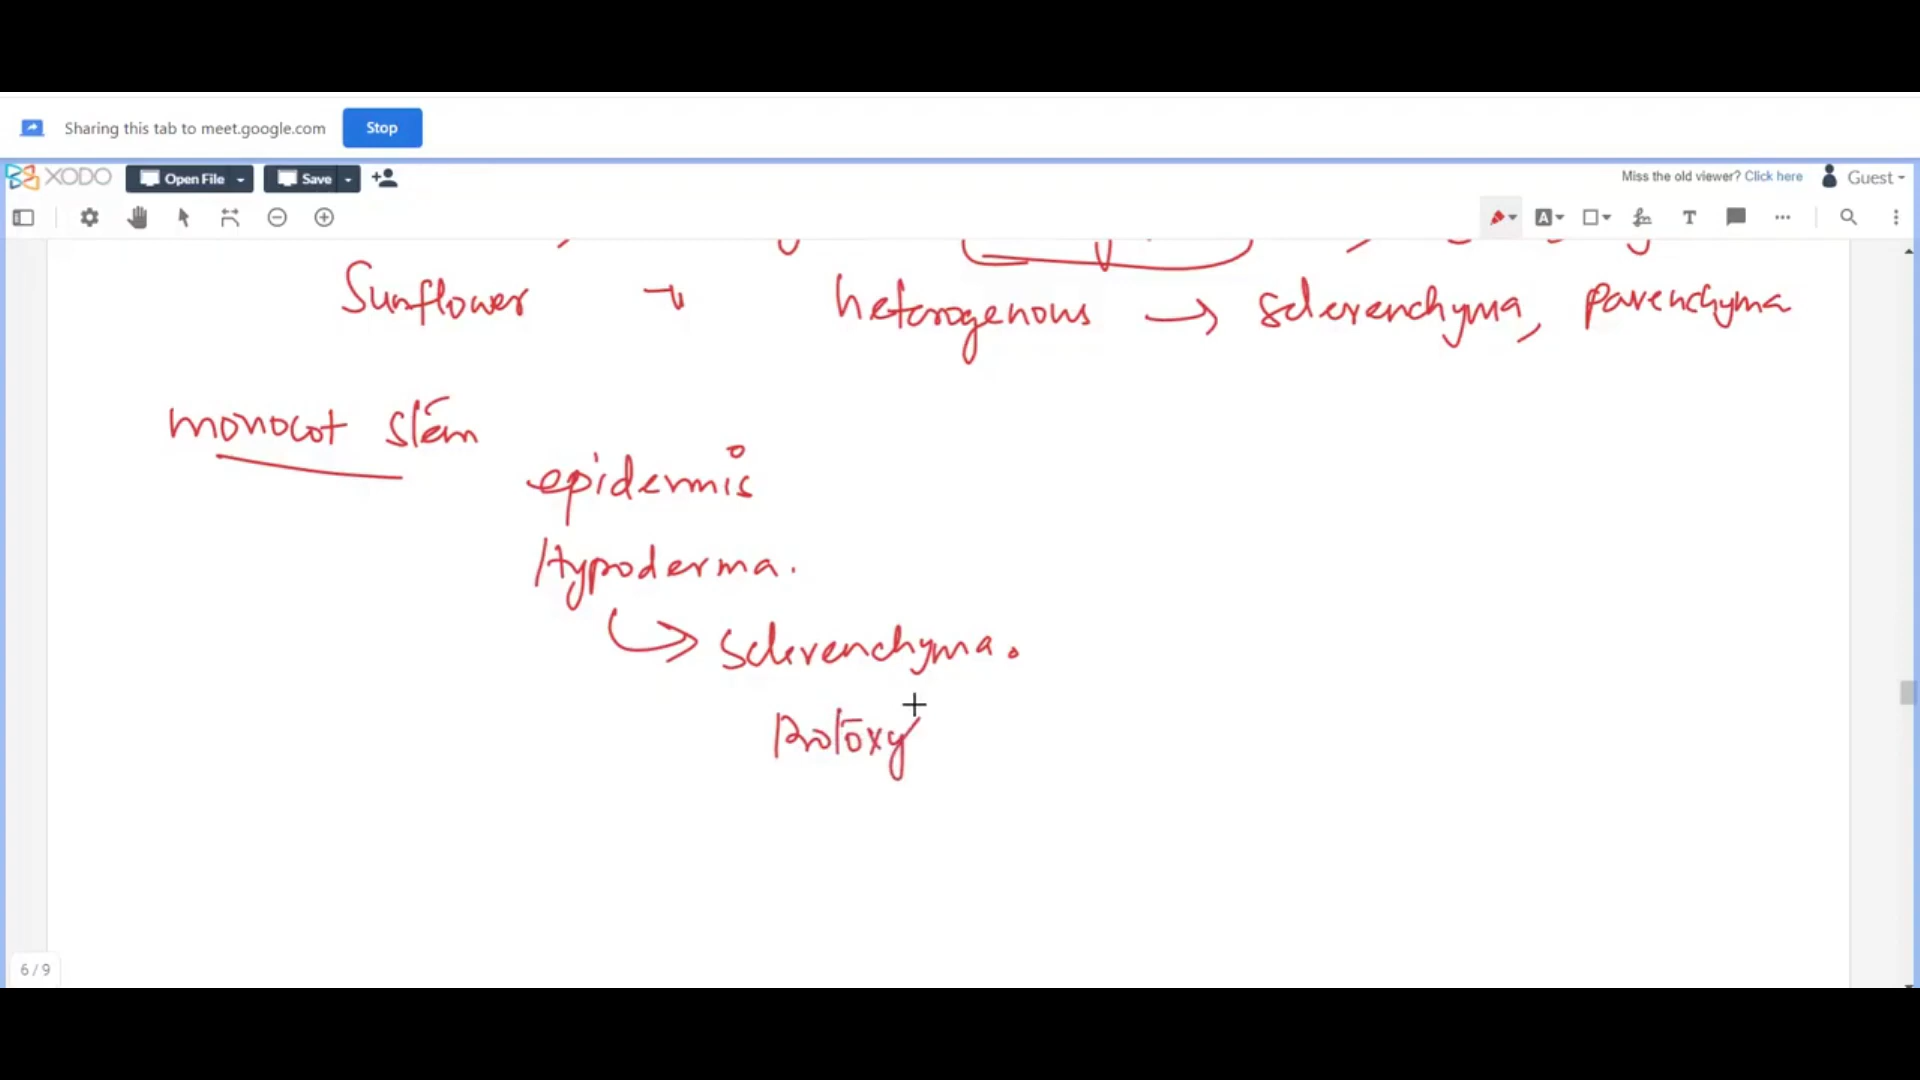 Sharing this tab to meet.google.com Stop
XODO Open File Save Miss the old viewer? Click here Guest
Sunflower → heterogenous → sclerenchyma, parenchyma
monocot stem
epidermis
Hypoderma.
→ sclerenchyma.
Protoxy
6 / 9